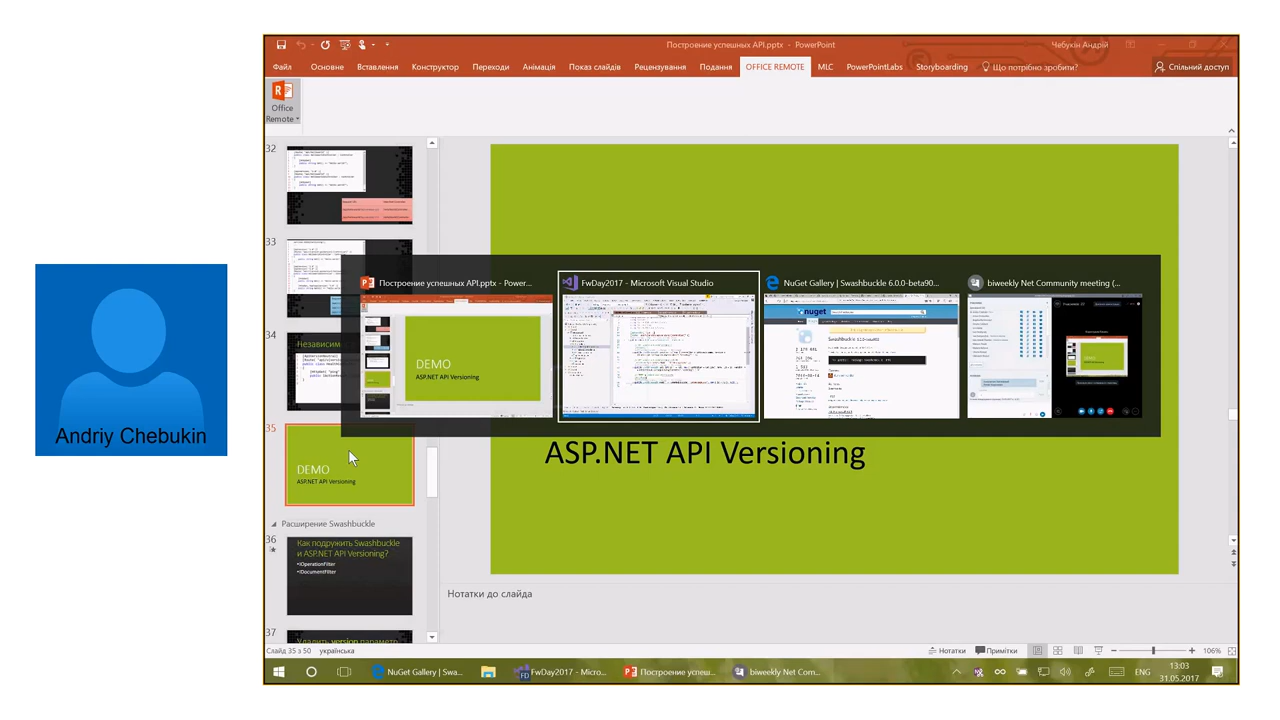 Построение успешных API.pptx - PowerPoint
Чебукін Андрій
Файл Основне Вставлення Конструктор Переходи Анімація Показ слайдів Рецензування Подання OFFICE REMOTE MLC PowerPointLabs Storyboarding Що потрібно зробити? Спільний доступ
Office
Remote
32
33
34
Независим
Построение успешных API.pptx - Power...
FwDay2017 - Microsoft Visual Studio
NuGet Gallery | Swashbuckle 6.0.0-beta90...
biweekly Net Community meeting (...
nuget
DEMO
ASP.NET API Versioning
35
DEMO
ASP.NET API Versioning
ASP.NET API Versioning
Andriy Chebukin
Расширение Swashbuckle
36
Как подружить Swashbuckle
и ASP.NET API Versioning?
•IOperationFilter
•IDocumentFilter
Нотатки до слайда
37
Удалить version параметр
Слайд 35 з 50 українська
Нотатки Примітки 106%
NuGet Gallery | Swa... FwDay2017 - Micro... Построение успеш... biweekly Net Com...
ENG
13:03
31.05.2017